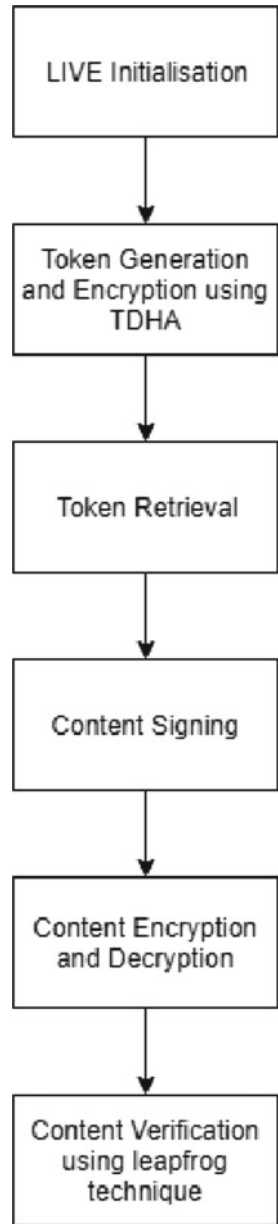 LIVE Initialisation
Token Generation
and Encryption using
TDHA
Token Retrieval
Content Signing
Content Encryption
and Decryption
Content Verification
using leapfrog
technique